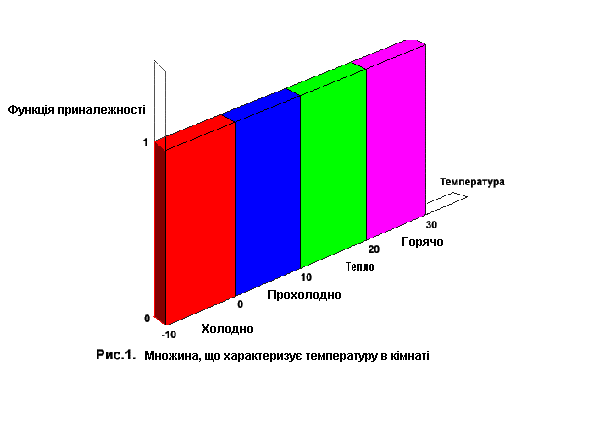 Функція приналежності
1
Температура
30
Горячо
20
Тепло
10
Прохолодно
0
0
Холодно
-10
Рис.1. Множина, що характеризує температуру в кімнаті